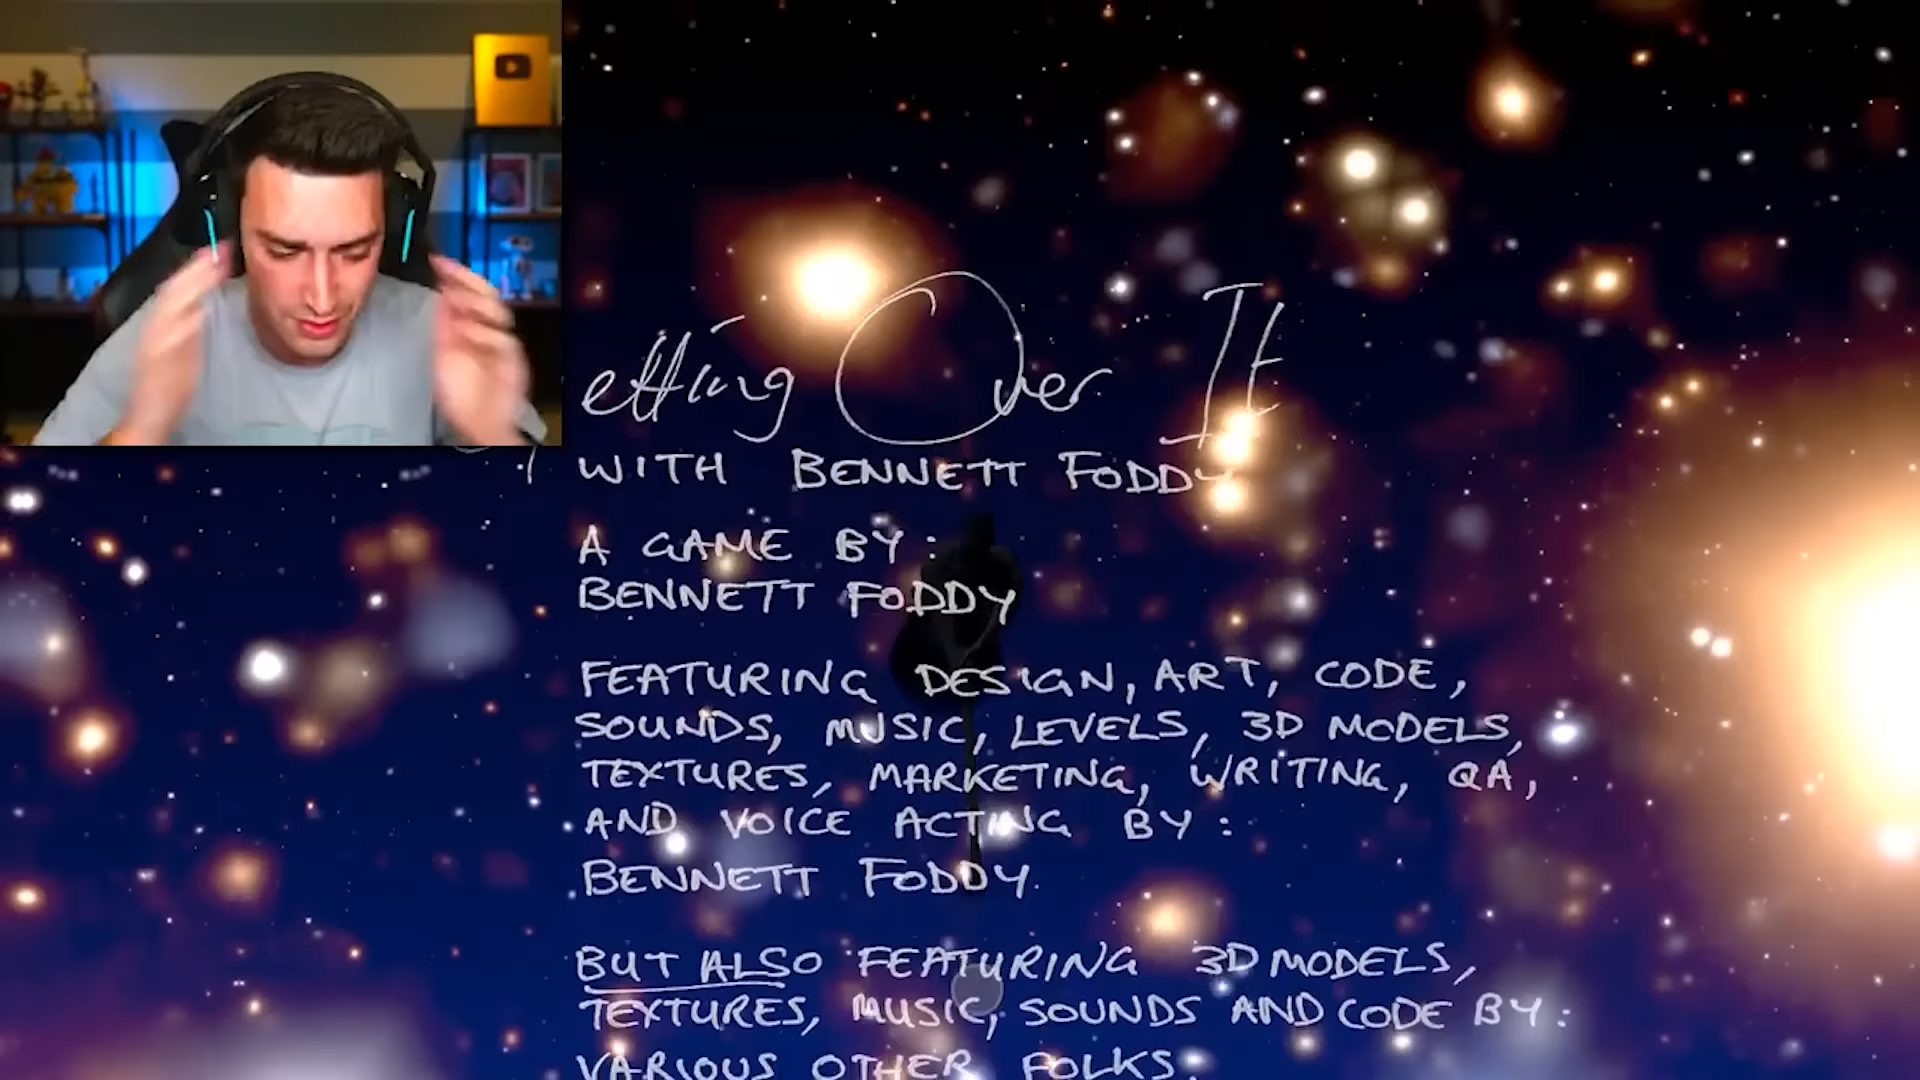 etting Over It
WITH BENNETT FODDY
A GAME BY:
BENNETT FODDY
FEATURING DESIGN, ART, CODE,
SOUNDS, MUSIC, LEVELS, 3D MODELS,
TEXTURES, MARKETING, WRITING, QA,
AND VOICE ACTING BY:
BENNETT FODDY.
BUT ALSO FEATURING 3D MODELS,
TEXTURES, MUSIC, SOUNDS AND CODE BY:
VARIOUS OTHER FOLKS.